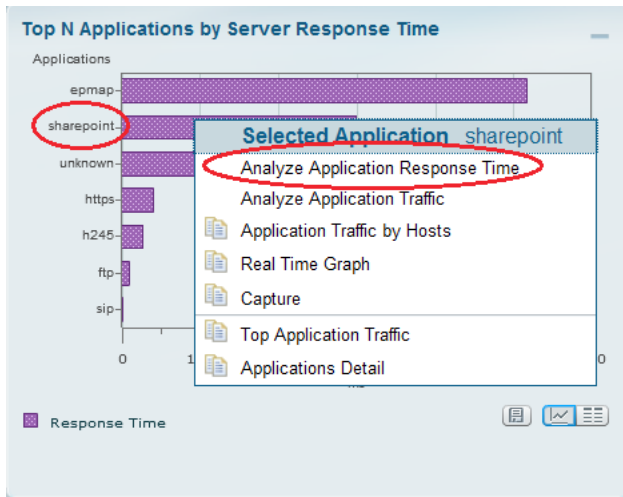 Top N Applications by Server Response Time
Applications
epmap
sharepoint
Selected Application sharepoint
unknown
Analyze Application Response Time
https
Analyze Application Traffic
h245
Application Traffic by Hosts
ftp
Real Time Graph
sip
Capture
Top Application Traffic
0 1 0
Applications Detail
Response Time